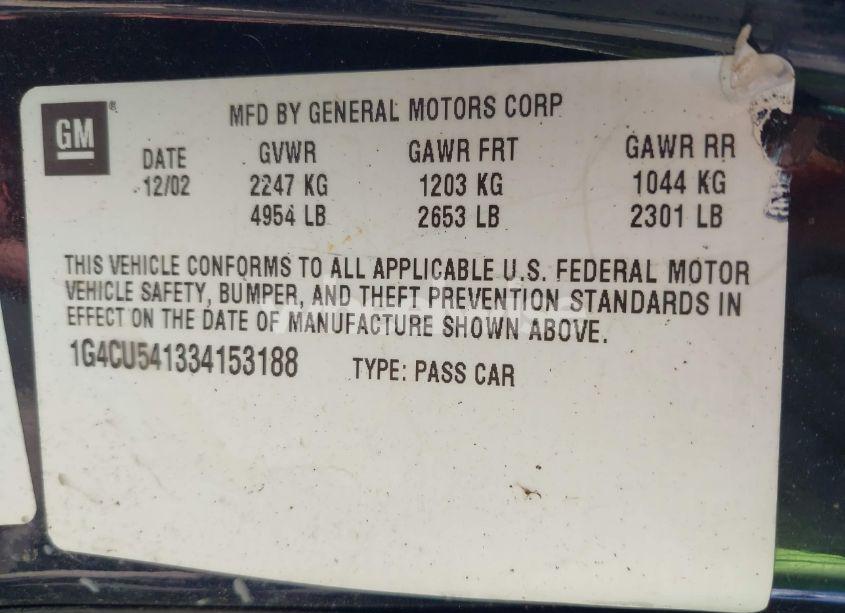 GM ®
MFD BY GENERAL MOTORS CORP
DATE GVWR GAWR FRT GAWR RR
12/02 2247 KG 1203 KG 1044 KG
4954 LB 2653 LB 2301 LB
THIS VEHICLE CONFORMS TO ALL APPLICABLE U.S. FEDERAL MOTOR
VEHICLE SAFETY, BUMPER, AND THEFT PREVENTION STANDARDS IN
EFFECT ON THE DATE OF MANUFACTURE SHOWN ABOVE.
1G4CU541334153188 TYPE: PASS CAR